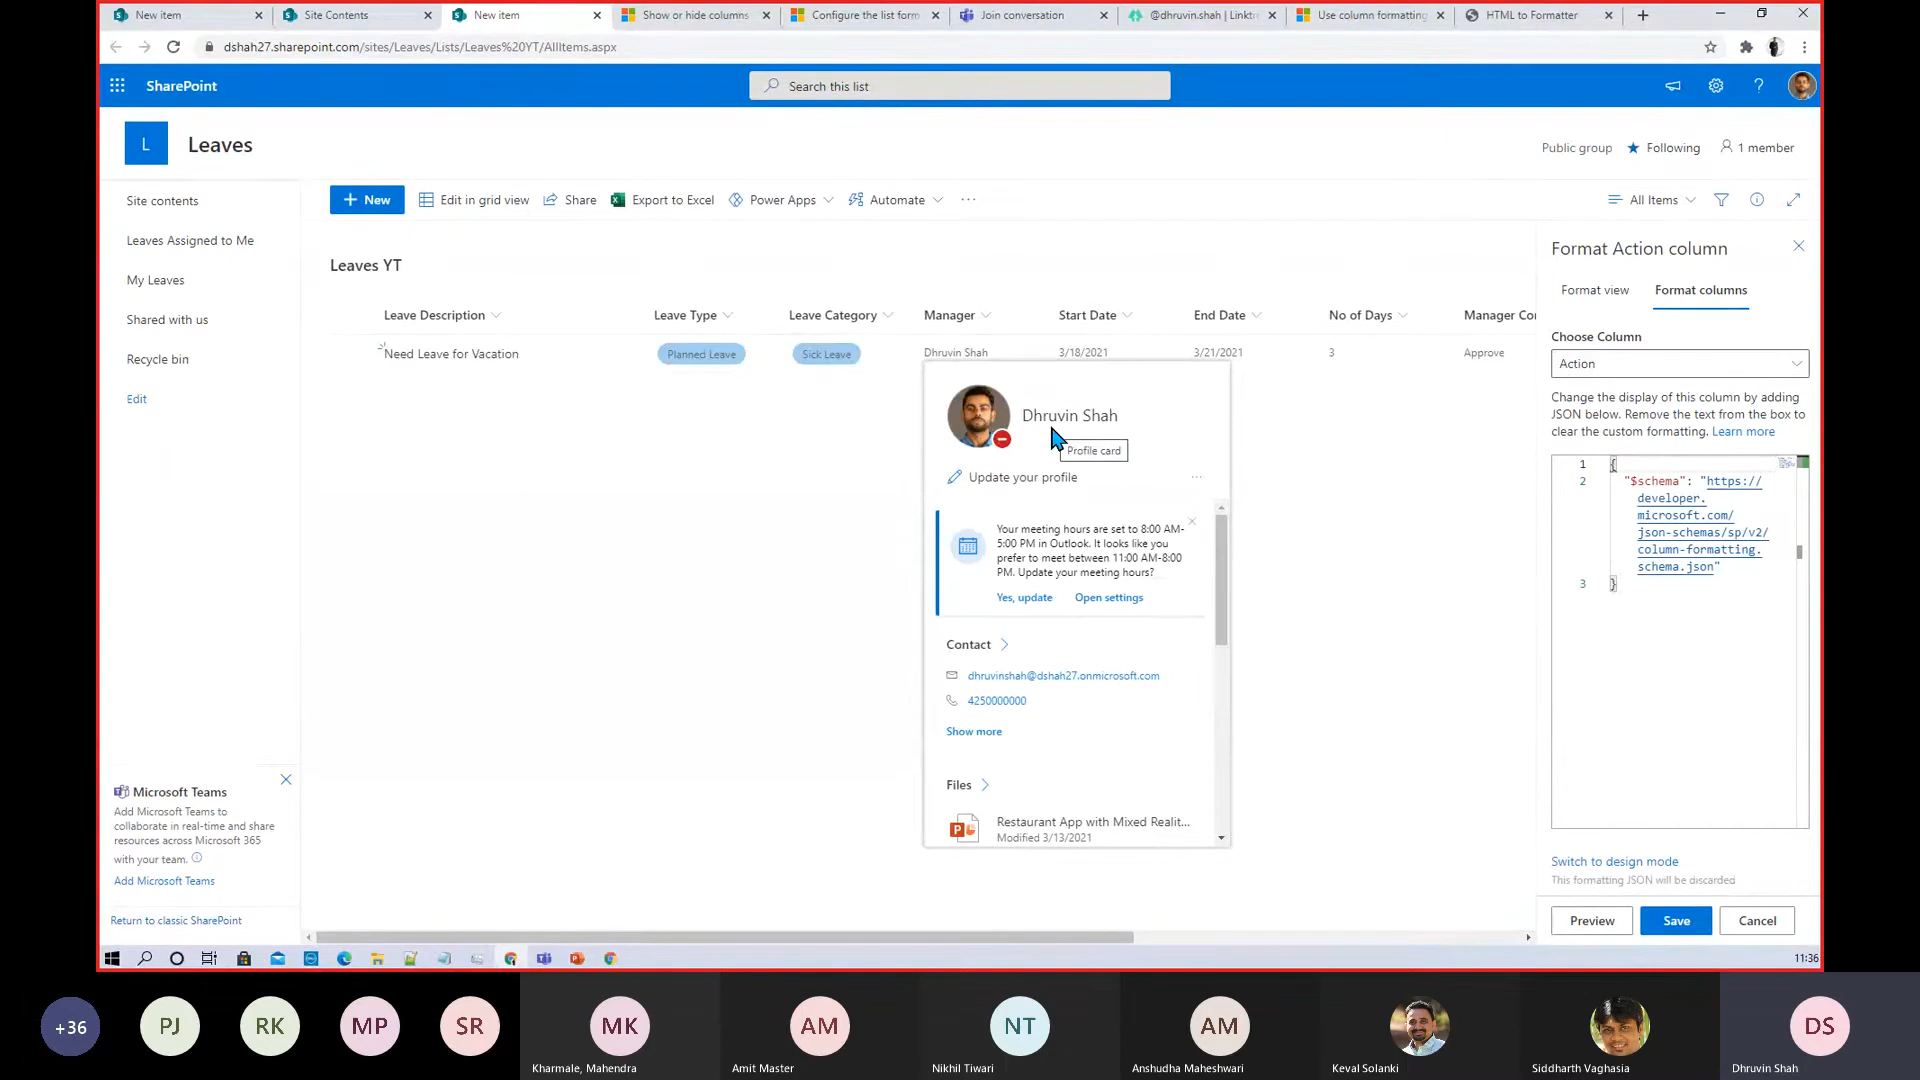 New item
Site Contents
New item
Show or hide columns
Configure the list form
Join conversation
@dhruvin.shah | Linktr
Use column formatting
HTML to Formatter
dshah27.sharepoint.com/sites/Leaves/Lists/Leaves%20YT/AllItems.aspx
SharePoint
Search this list
L
Leaves
Public group
Following
1 member
Site contents
Leaves Assigned to Me
My Leaves
Shared with us
Recycle bin
Edit
New
Edit in grid view
Share
Export to Excel
Power Apps
Automate
All Items
Leaves YT
Leave Description
Leave Type
Leave Category
Manager
Start Date
End Date
No of Days
Manager Co
Need Leave for Vacation
Planned Leave
Sick Leave
Dhruvin Shah
3/18/2021
3/21/2021
3
Approve
Dhruvin Shah
Profile card
Update your profile
Your meeting hours are set to 8:00 AM-
5:00 PM in Outlook. It looks like you
prefer to meet between 11:00 AM-8:00
PM. Update your meeting hours?
Yes, update
Open settings
Contact
dhruvinshah@dshah27.onmicrosoft.com
4250000000
Show more
Files
Restaurant App with Mixed Realit...
Modified 3/13/2021
Format Action column
Format view
Format columns
Choose Column
Action
Change the display of this column by adding
JSON below. Remove the text from the box to
clear the custom formatting. Learn more
1 {
2 "$schema": "https://
developer.
microsoft.com/
json-schemas/sp/v2/
column-formatting.
schema.json"
3 }
Switch to design mode
This formatting JSON will be discarded
Preview
Save
Cancel
Microsoft Teams
Add Microsoft Teams to
collaborate in real-time and share
resources across Microsoft 365
with your team.
Add Microsoft Teams
Return to classic SharePoint
11:36
+36
PJ
RK
MP
SR
MK
Kharmale, Mahendra
AM
Amit Master
NT
Nikhil Tiwari
AM
Anshudha Maheshwari
Keval Solanki
Siddharth Vaghasia
DS
Dhruvin Shah